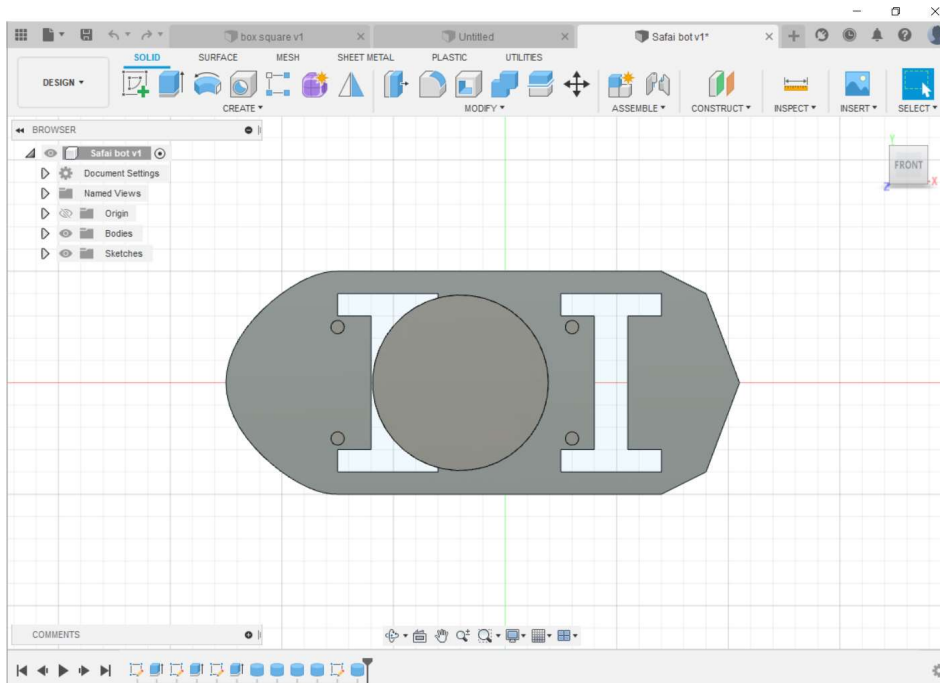 box square v1
Untitled
Safai bot v1*
DESIGN
SOLID
SURFACE
MESH
SHEET METAL
PLASTIC
UTILITIES
CREATE
MODIFY
ASSEMBLE
CONSTRUCT
INSPECT
INSERT
SELECT
BROWSER
Safai bot v1
Document Settings
Named Views
Origin
Bodies
Sketches
Y
FRONT
X
Z
COMMENTS